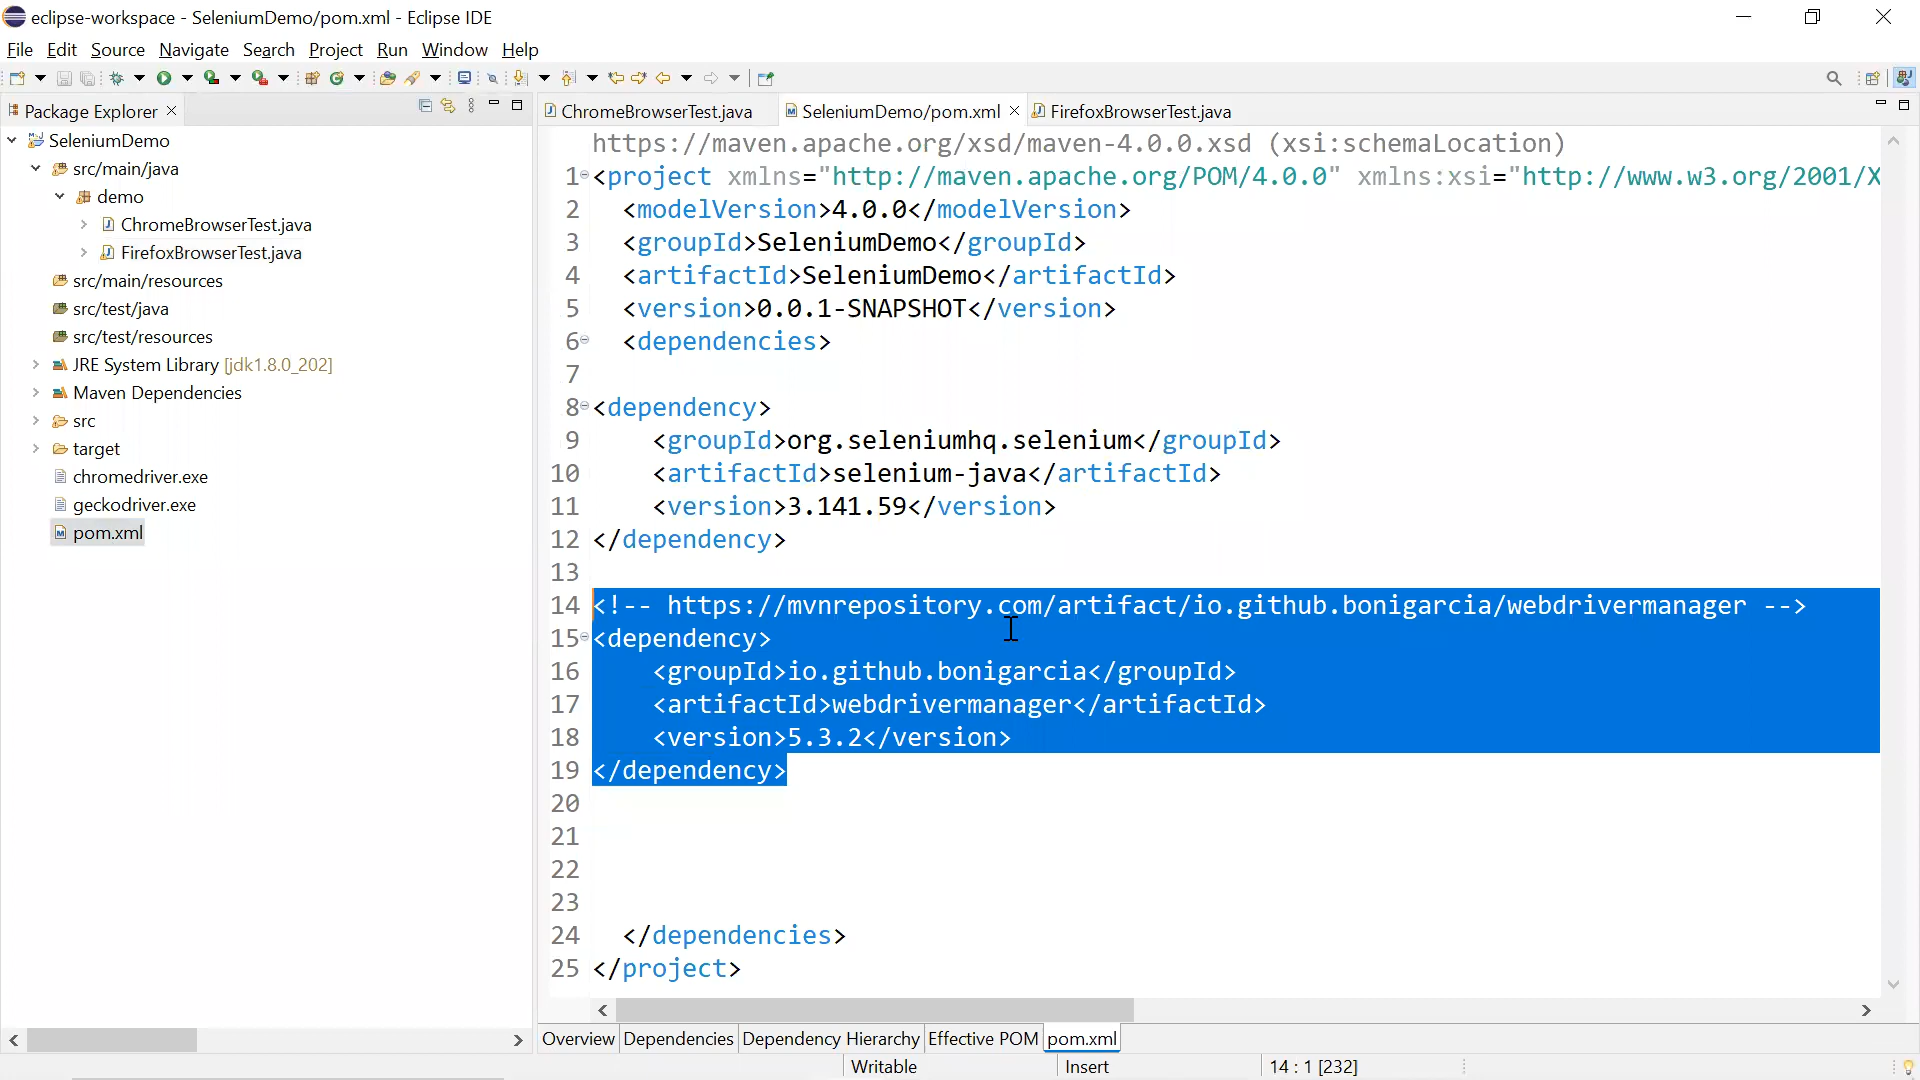 eclipse-workspace - SeleniumDemo/pom.xml - Eclipse IDE
File Edit Source Navigate Search Project Run Window Help
Package Explorer
ChromeBrowserTest.java SeleniumDemo/pom.xml FirefoxBrowserTest.java
SeleniumDemo
src/main/java
demo
ChromeBrowserTest.java
FirefoxBrowserTest.java
src/main/resources
src/test/java
src/test/resources
JRE System Library [jdk1.8.0_202]
Maven Dependencies
src
target
chromedriver.exe
geckodriver.exe
pom.xml
https://maven.apache.org/xsd/maven-4.0.0.xsd (xsi:schemaLocation)
1 <project xmlns="http://maven.apache.org/POM/4.0.0" xmlns:xsi="http://www.w3.org/2001/X
2 <modelVersion>4.0.0</modelVersion>
3 <groupId>SeleniumDemo</groupId>
4 <artifactId>SeleniumDemo</artifactId>
5 <version>0.0.1-SNAPSHOT</version>
6 <dependencies>
7
8 <dependency>
9 <groupId>org.seleniumhq.selenium</groupId>
10 <artifactId>selenium-java</artifactId>
11 <version>3.141.59</version>
12 </dependency>
13
14 <!-- https://mvnrepository.com/artifact/io.github.bonigarcia/webdrivermanager -->
15 <dependency>
16 <groupId>io.github.bonigarcia</groupId>
17 <artifactId>webdrivermanager</artifactId>
18 <version>5.3.2</version>
19 </dependency>
20
21
22
23
24 </dependencies>
25 </project>
Overview Dependencies Dependency Hierarchy Effective POM pom.xml
Writable Insert 14 : 1 [232]